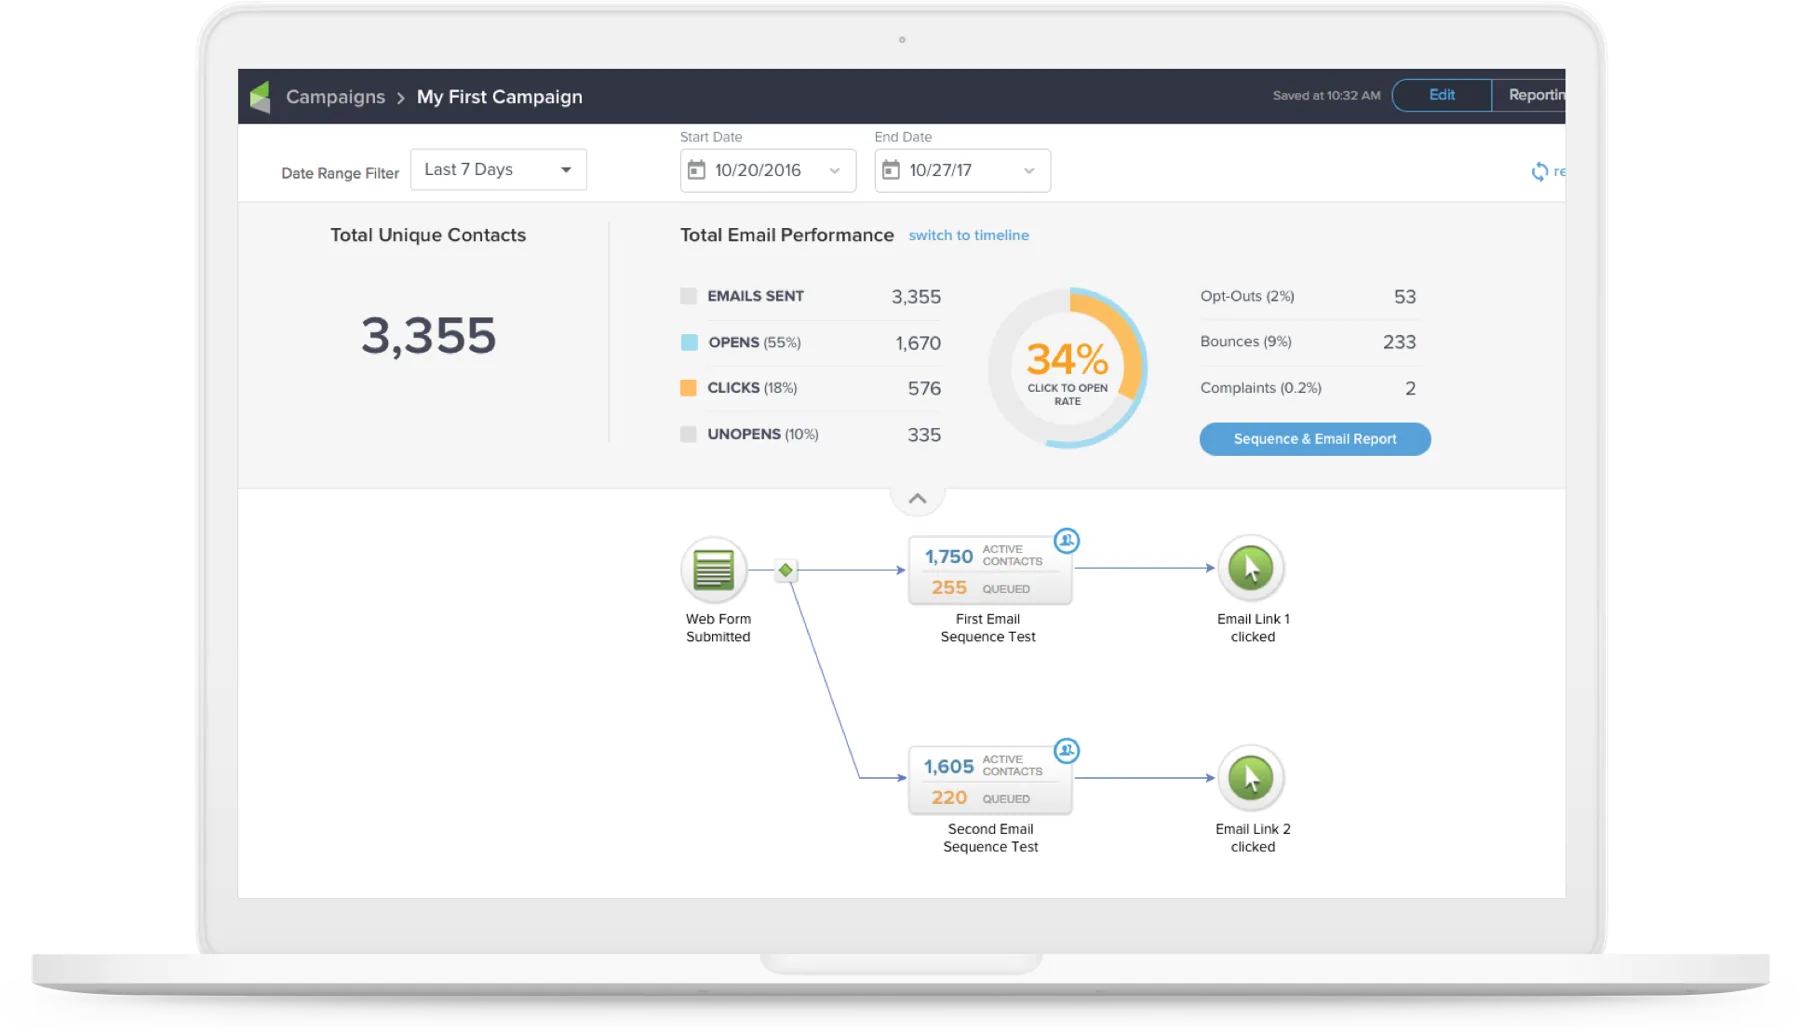 Campaigns > My First Campaign
Saved at 10:32 AM
Edit
Reportin
Start Date
End Date
Date Range Filter
Last 7 Days
10/20/2016
10/27/17
re
Total Unique Contacts
3,355
Total Email Performance
switch to timeline
EMAILS SENT 3,355
OPENS (55%) 1,670
CLICKS (18%) 576
UNOPENS (10%) 335
34%
CLICK TO OPEN
RATE
Opt-Outs (2%) 53
Bounces (9%) 233
Complaints (0.2%) 2
Sequence & Email Report
Web Form
Submitted
1,750 ACTIVE
CONTACTS
255 QUEUED
First Email
Sequence Test
Email Link 1
clicked
1,605 ACTIVE
CONTACTS
220 QUEUED
Second Email
Sequence Test
Email Link 2
clicked